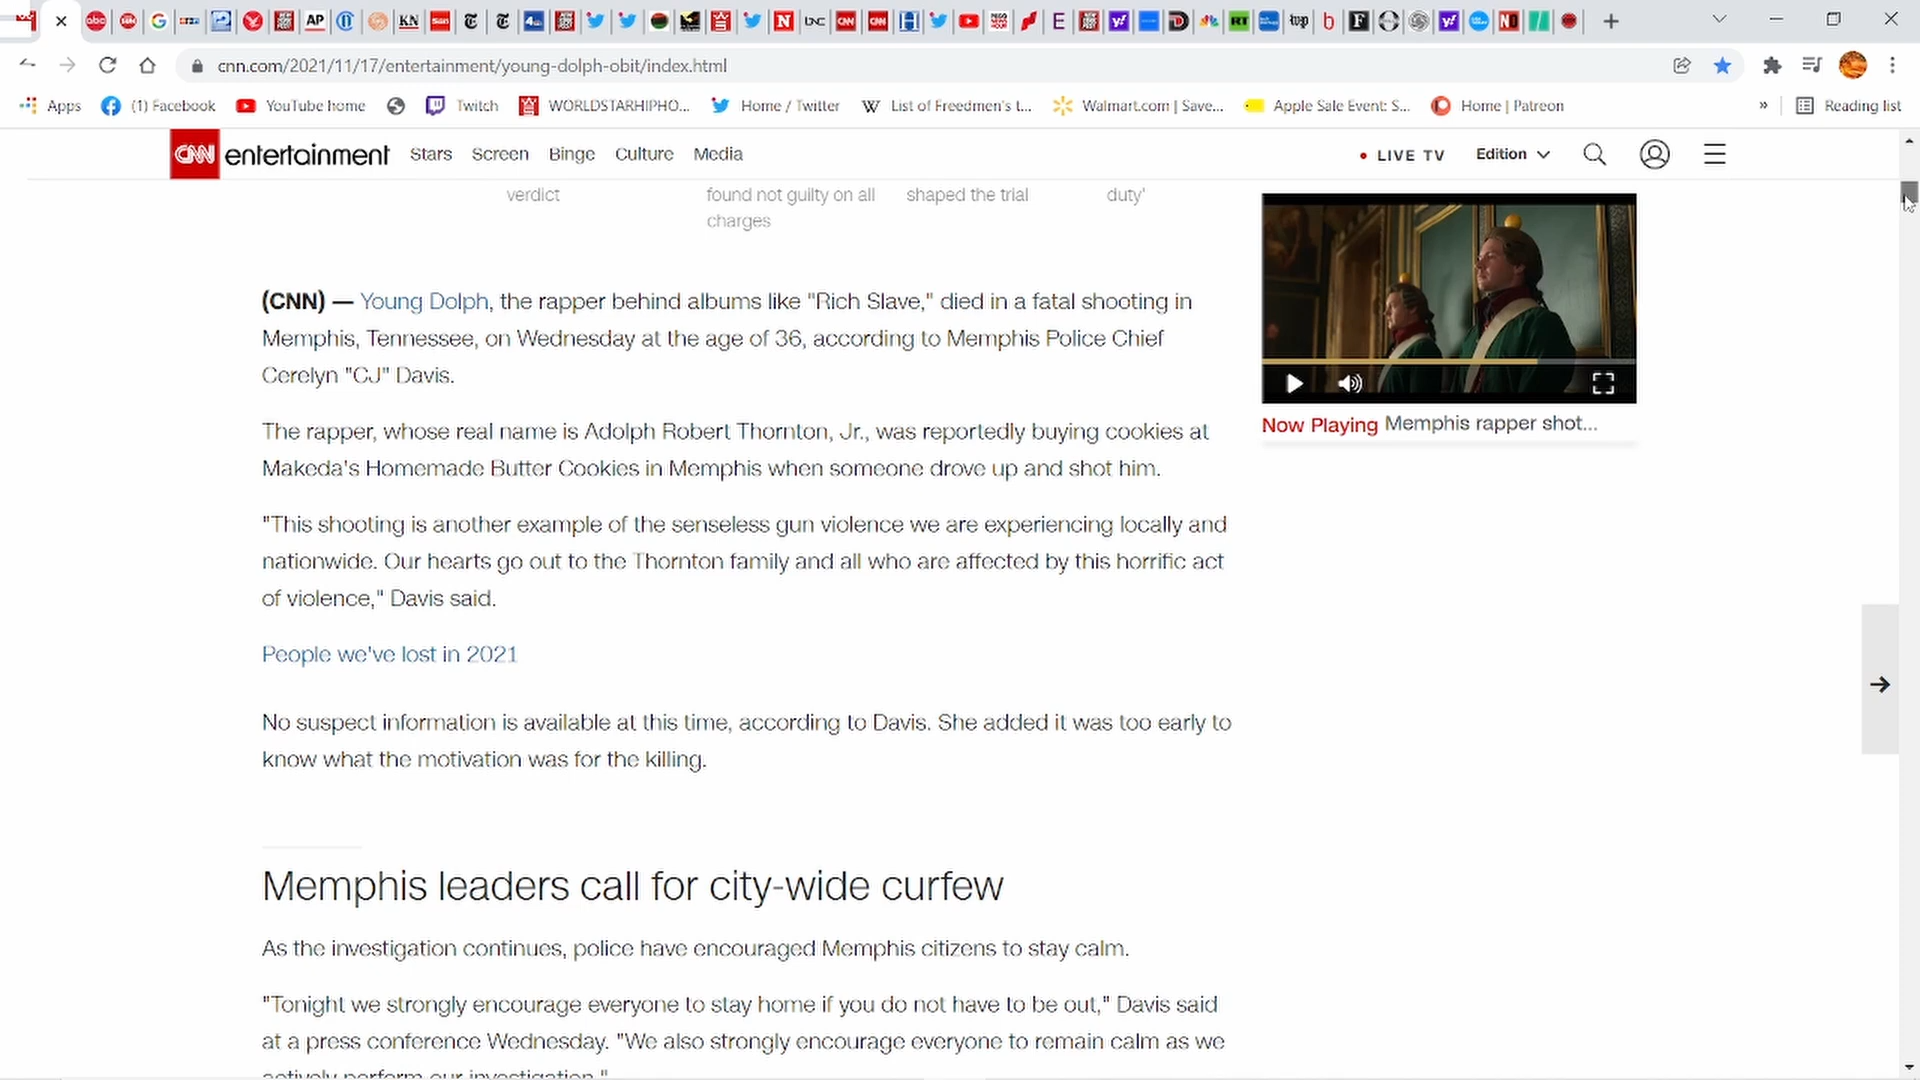 cnn.com/2021/11/17/entertainment/young-dolph-obit/index.html
Apps (1) Facebook YouTube home Twitch WORLDSTARHIPHO... Home / Twitter List of Freedmen's t... Walmart.com | Save... Apple Sale Event: S... Home | Patreon » Reading list
CNN entertainment Stars Screen Binge Culture Media LIVE TV Edition
verdict found not guilty on all shaped the trial duty'
charges
(CNN) — Young Dolph, the rapper behind albums like "Rich Slave," died in a fatal shooting in
Memphis, Tennessee, on Wednesday at the age of 36, according to Memphis Police Chief
Cerelyn "CJ" Davis.
Now Playing Memphis rapper shot...
The rapper, whose real name is Adolph Robert Thornton, Jr., was reportedly buying cookies at
Makeda's Homemade Butter Cookies in Memphis when someone drove up and shot him.
"This shooting is another example of the senseless gun violence we are experiencing locally and
nationwide. Our hearts go out to the Thornton family and all who are affected by this horrific act
of violence," Davis said.
People we've lost in 2021
No suspect information is available at this time, according to Davis. She added it was too early to
know what the motivation was for the killing.
Memphis leaders call for city-wide curfew
As the investigation continues, police have encouraged Memphis citizens to stay calm.
"Tonight we strongly encourage everyone to stay home if you do not have to be out," Davis said
at a press conference Wednesday. "We also strongly encourage everyone to remain calm as we
actively perform our investigation."